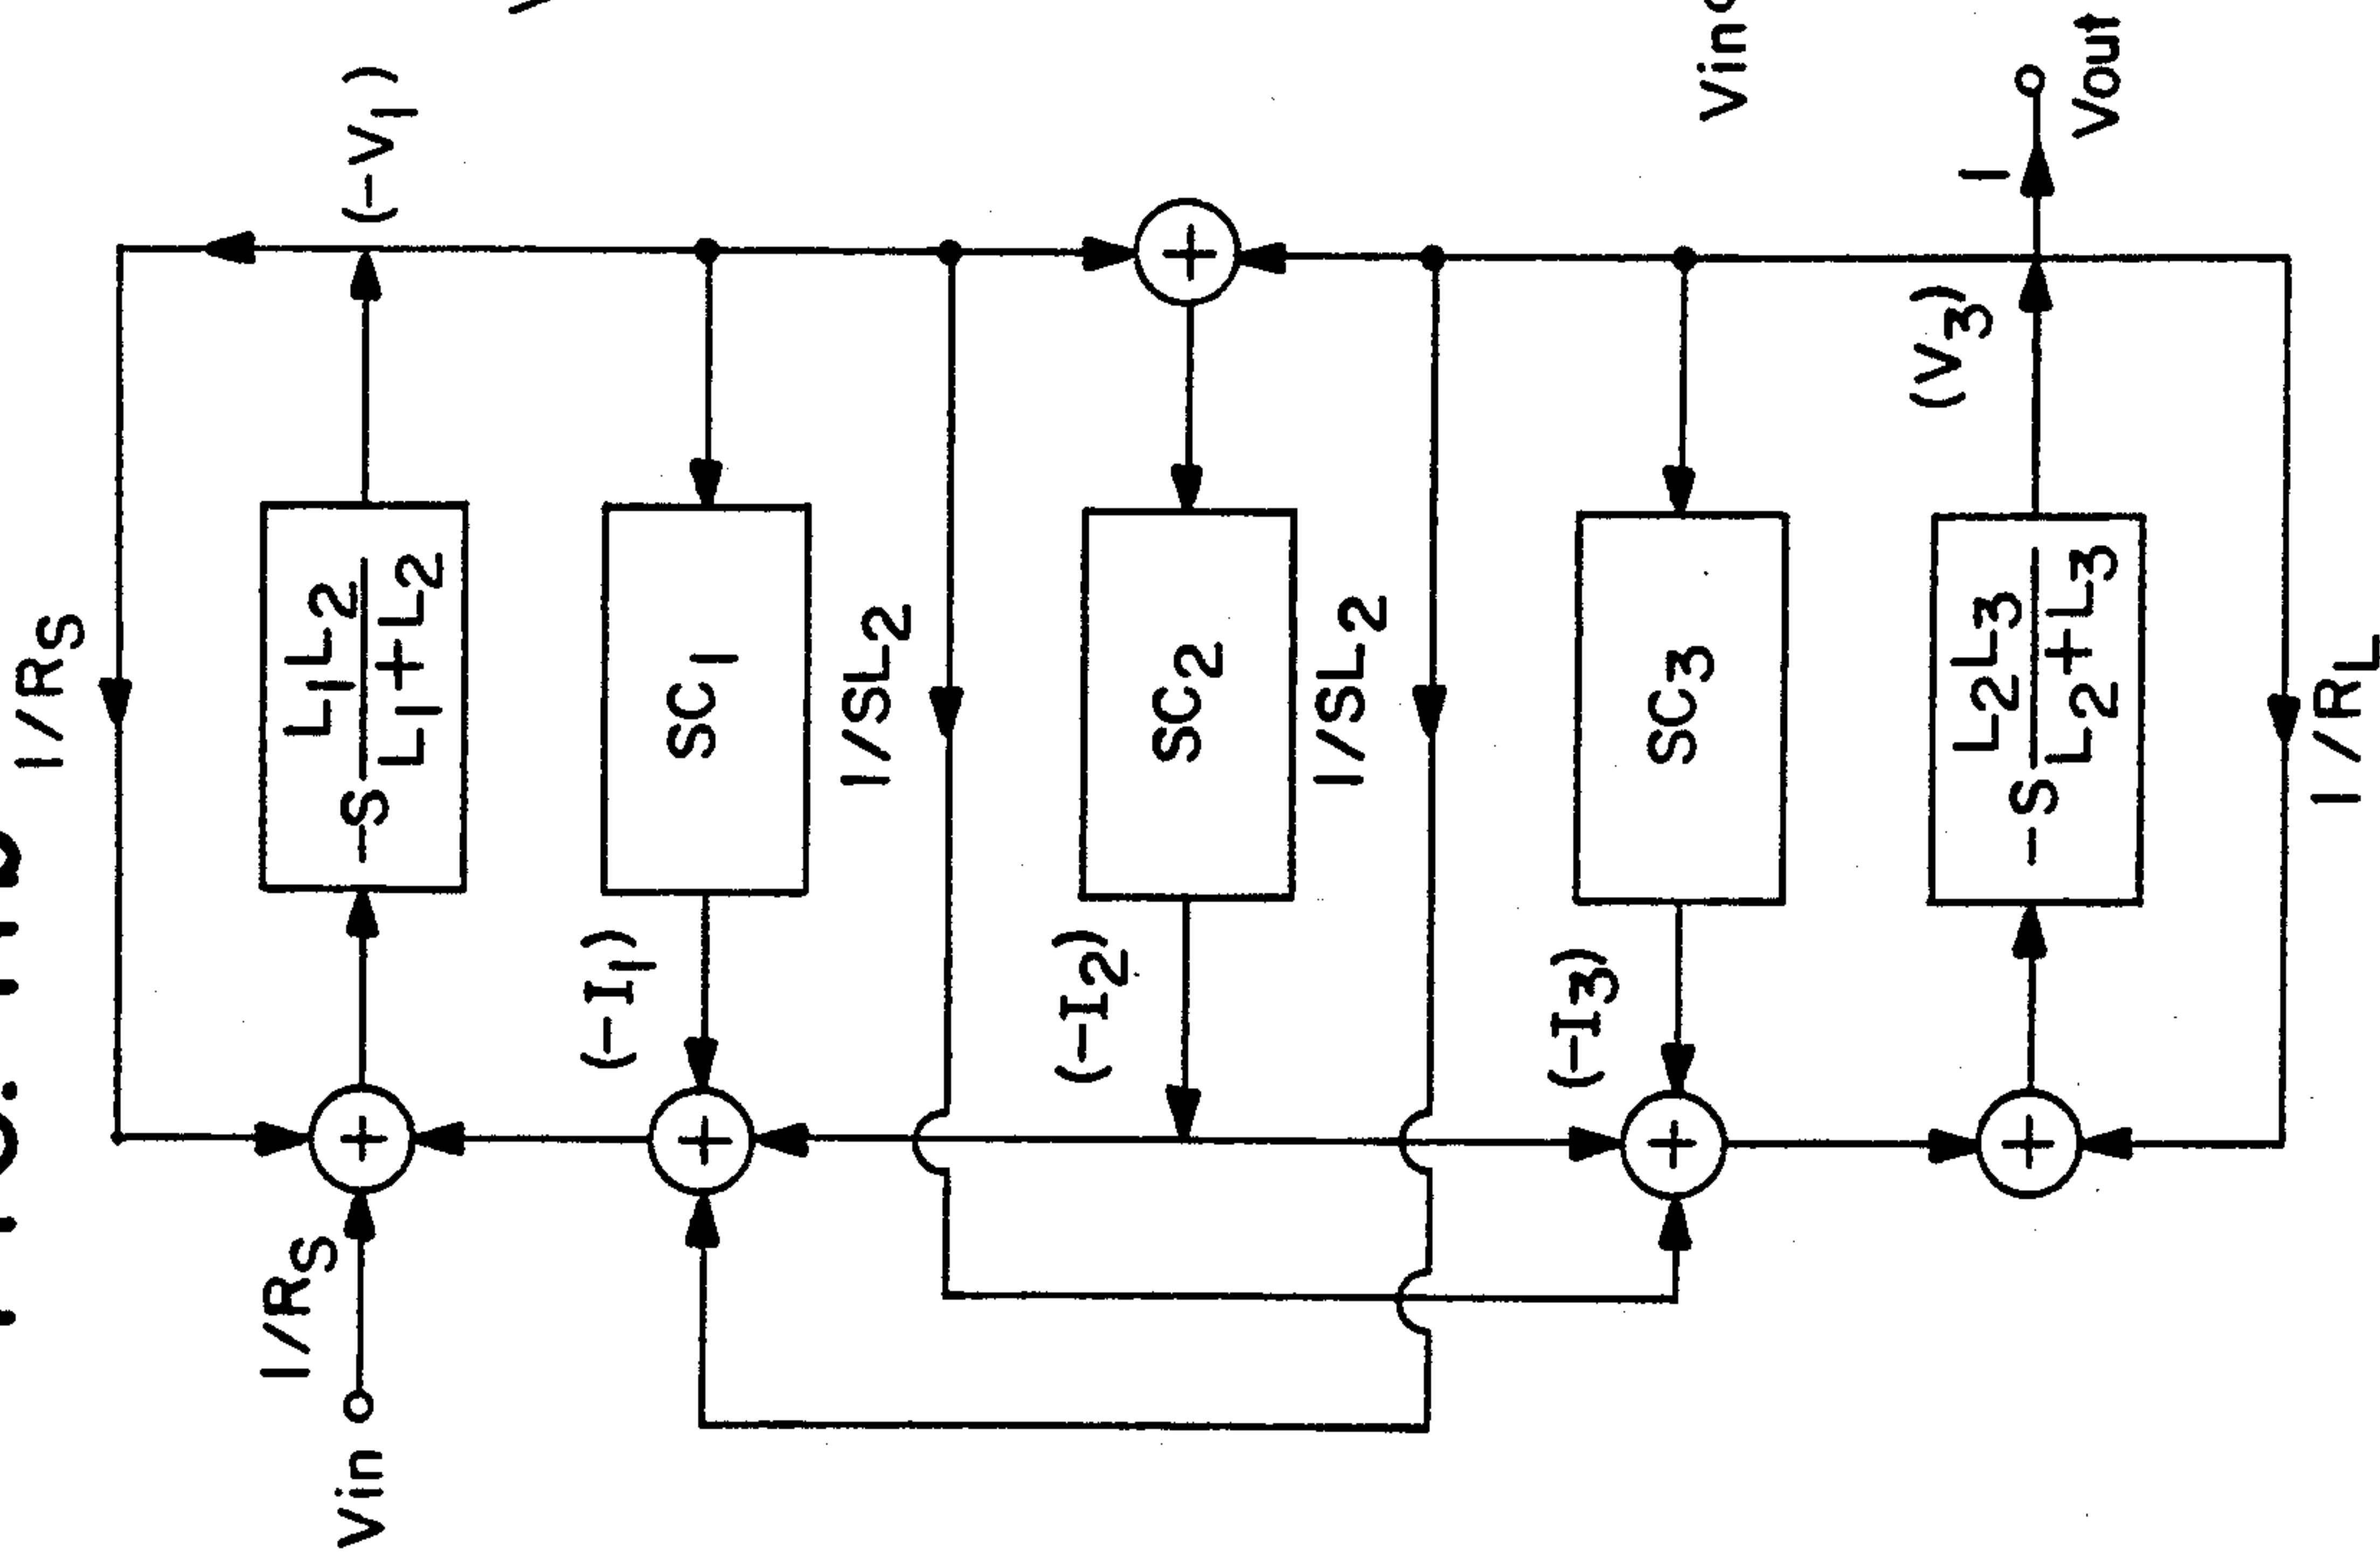 1/RS
-S L1L2
L1+L2
(-V1)
Vin
1/RS
SC1
(-I1)
1/SL2
SC2
(-I2)
1/SL2
SC3
(-I3)
-S L2L3
L2+L3
(V3)
1
Vout
1/RL
Vin
+
+
+
+
+